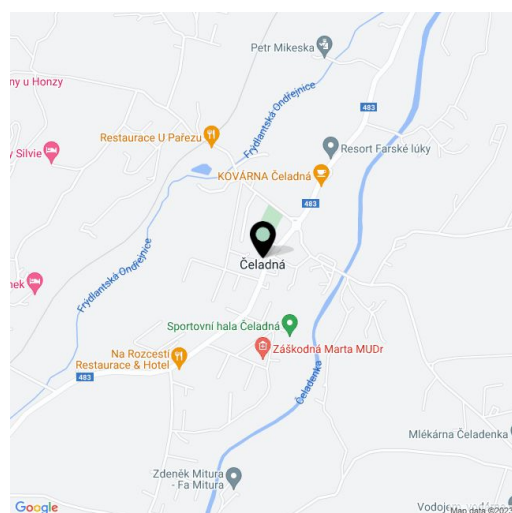 Petr Mikeska
ny u Honzy
483
Restaurace U Pařezu
Frýdlantská Ondřejnice
Resort Farské lúky
y Silvie
KOVÁRNA Čeladná
483
Čeladná
Frýdlantská Ondřejnice
nek
Sportovní hala Čeladná
Na Rozcestí
Restaurace & Hotel
Záškodná Marta MUDr
483
Čeladenka
Mlékárna Čeladenka
Zdeněk Mitura
- Fa Mitura
Google
Map data ©2023